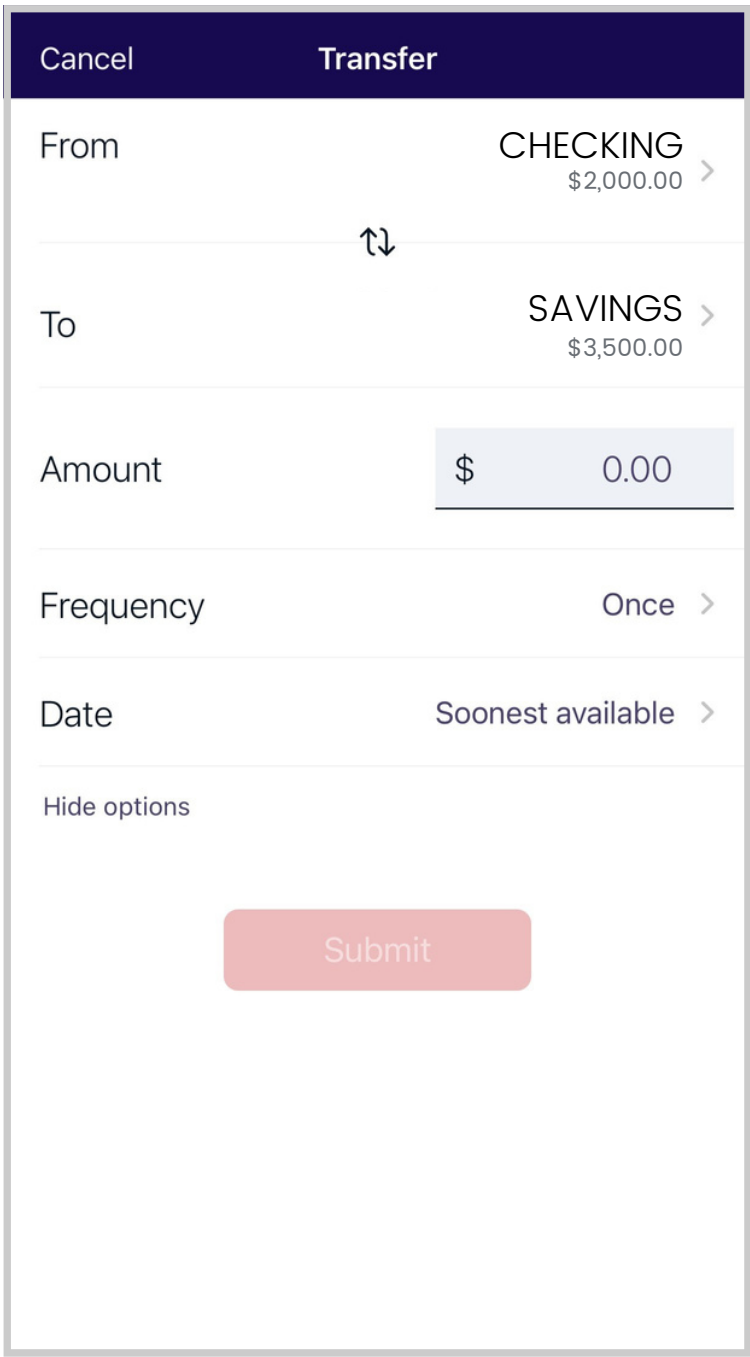 Cancel Transfer
From CHECKING
$2,000.00
To SAVINGS
$3,500.00
Amount $ 0.00
Frequency Once
Date Soonest available
Hide options
Submit